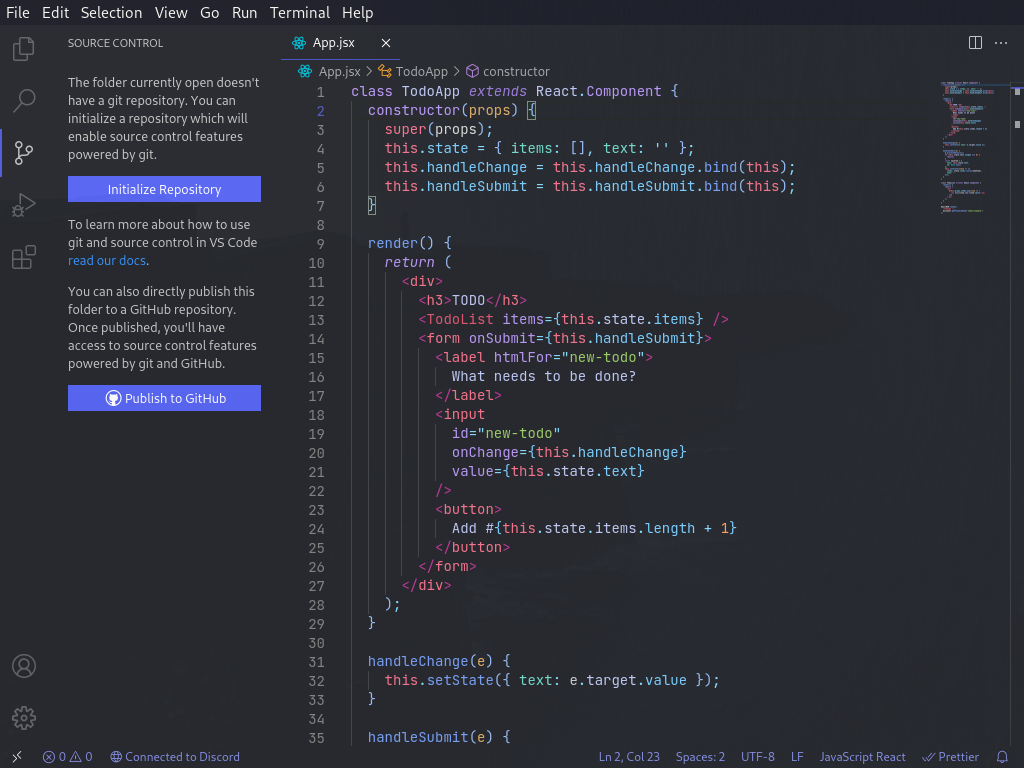 File Edit Selection View Go Run Terminal Help
SOURCE CONTROL
The folder currently open doesn't
have a git repository. You can
initialize a repository which will
enable source control features
powered by git.
Initialize Repository
To learn more about how to use
git and source control in VS Code
read our docs.
You can also directly publish this
folder to a GitHub repository.
Once published, you'll have
access to source control features
powered by git and GitHub.
Publish to GitHub
App.jsx
App.jsx > TodoApp > constructor
1 class TodoApp extends React.Component {
2   constructor(props) {
3     super(props);
4     this.state = { items: [], text: '' };
5     this.handleChange = this.handleChange.bind(this);
6     this.handleSubmit = this.handleSubmit.bind(this);
7   }
8
9   render() {
10     return (
11       <div>
12         <h3>TODO</h3>
13         <TodoList items={this.state.items} />
14         <form onSubmit={this.handleSubmit}>
15           <label htmlFor="new-todo">
16             What needs to be done?
17           </label>
18           <input
19             id="new-todo"
20             onChange={this.handleChange}
21             value={this.state.text}
22           />
23           <button>
24             Add #{this.state.items.length + 1}
25           </button>
26         </form>
27       </div>
28     );
29   }
30
31   handleChange(e) {
32     this.setState({ text: e.target.value });
33   }
34
35   handleSubmit(e) {
0 0 Connected to Discord Ln 2, Col 23 Spaces: 2 UTF-8 LF JavaScript React Prettier